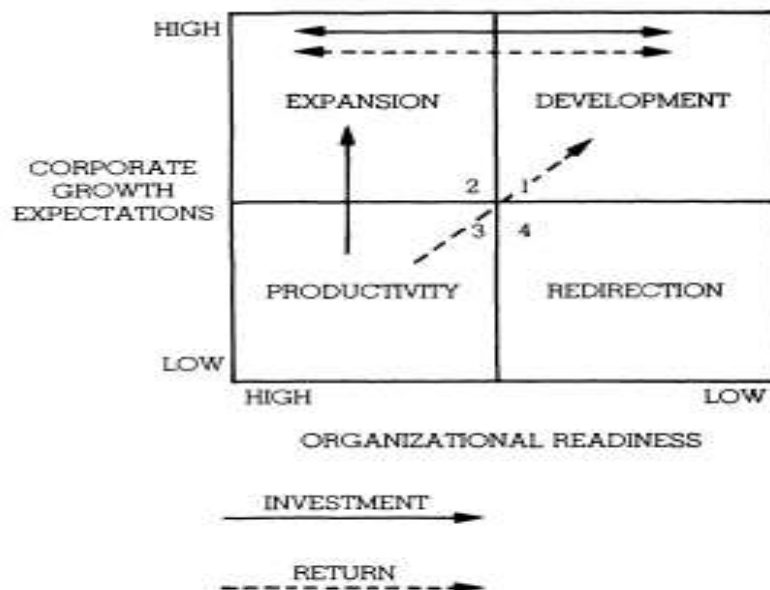 HIGH
EXPANSION
DEVELOPMENT
CORPORATE
GROWTH
EXPECTATIONS
2 1
3 4
PRODUCTIVITY
REDIRECTION
LOW
HIGH
LOW
ORGANIZATIONAL READINESS
INVESTMENT
RETURN